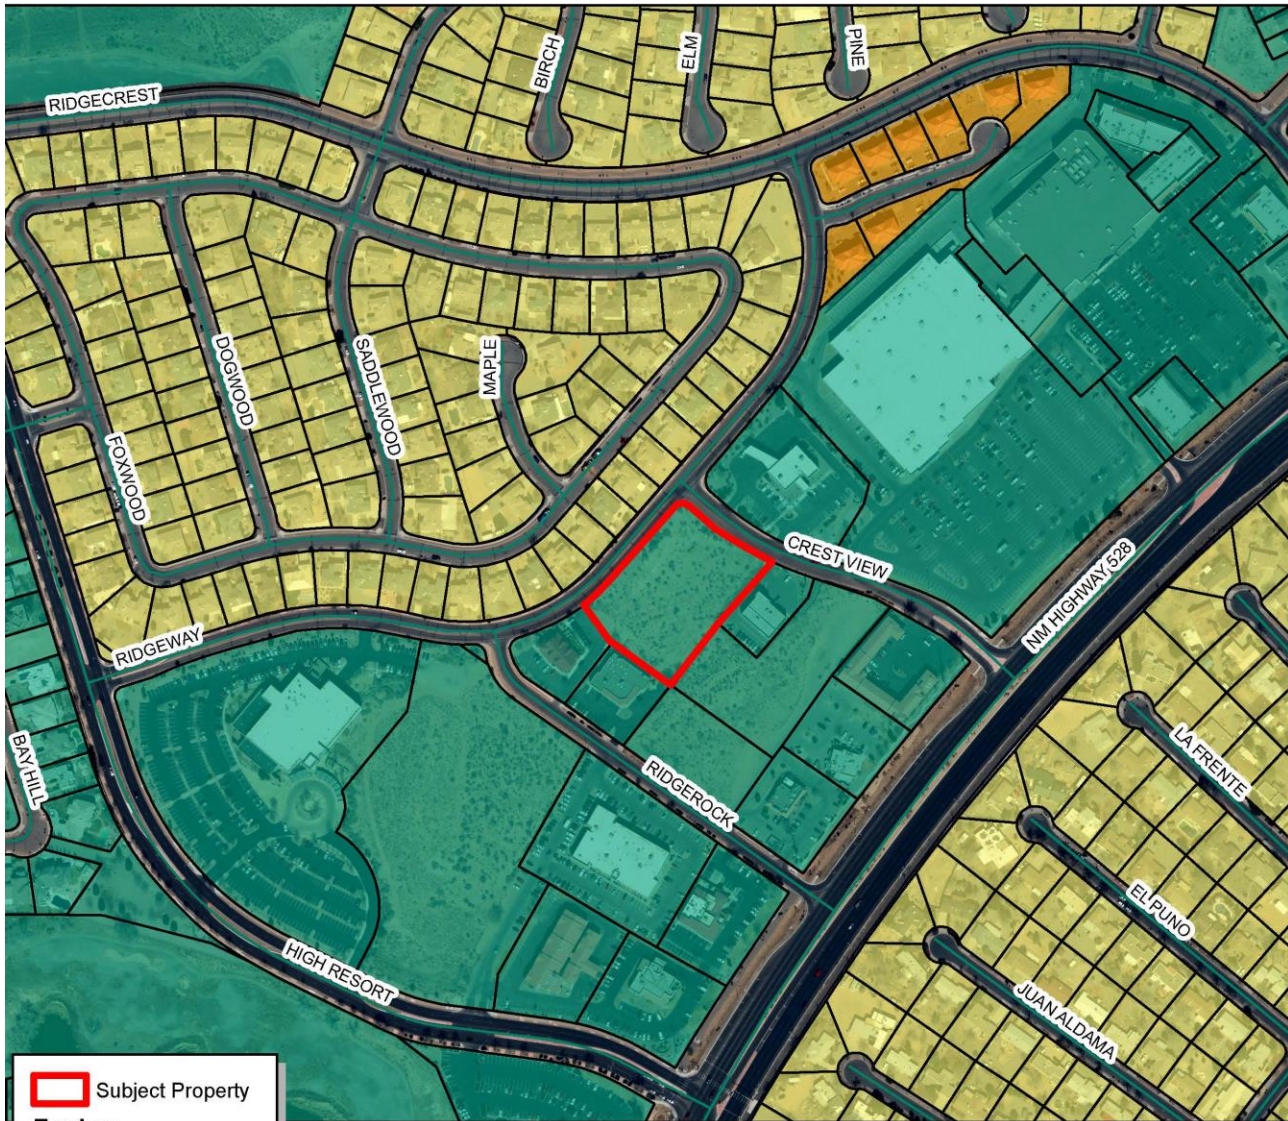 BIRCH
ELM
PINE
RIDGECREST
DOGWOOD
SADDLEWOOD
MAPLE
FOXWOOD
CREST VIEW
NM HIGHWAY 528
RIDGEWAY
BAY HILL
LA FRENTE
RIDGEROCK
EL PUNO
HIGH RESORT
JUAN ALDAMA
Subject Property